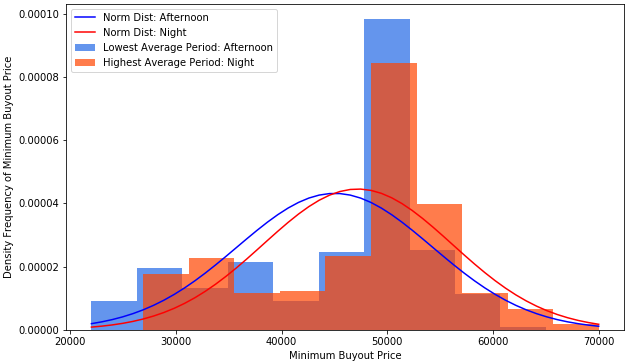 Norm Dist: Afternoon
Norm Dist: Night
Lowest Average Period: Afternoon
Highest Average Period: Night
Density Frequency of Minimum Buyout Price
0.00010
0.00008
0.00006
0.00004
0.00002
0.00000
20000 30000 40000 50000 60000 70000
Minimum Buyout Price